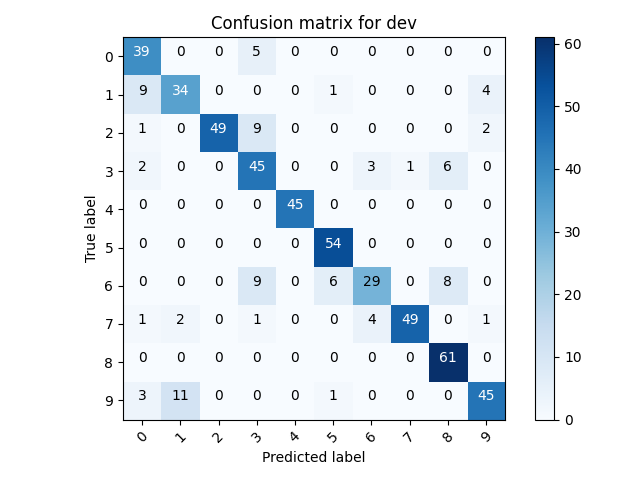 Confusion matrix for dev
0 39 0 0 5 0 0 0 0 0 0
1 9 34 0 0 0 1 0 0 0 4
2 1 0 49 9 0 0 0 0 0 2
3 2 0 0 45 0 0 3 1 6 0
4 0 0 0 0 45 0 0 0 0 0
5 0 0 0 0 0 54 0 0 0 0
6 0 0 0 9 0 6 29 0 8 0
7 1 2 0 1 0 0 4 49 0 1
8 0 0 0 0 0 0 0 0 61 0
9 3 11 0 0 0 1 0 0 0 45
0 1 2 3 4 5 6 7 8 9
True label
Predicted label
60
50
40
30
20
10
0